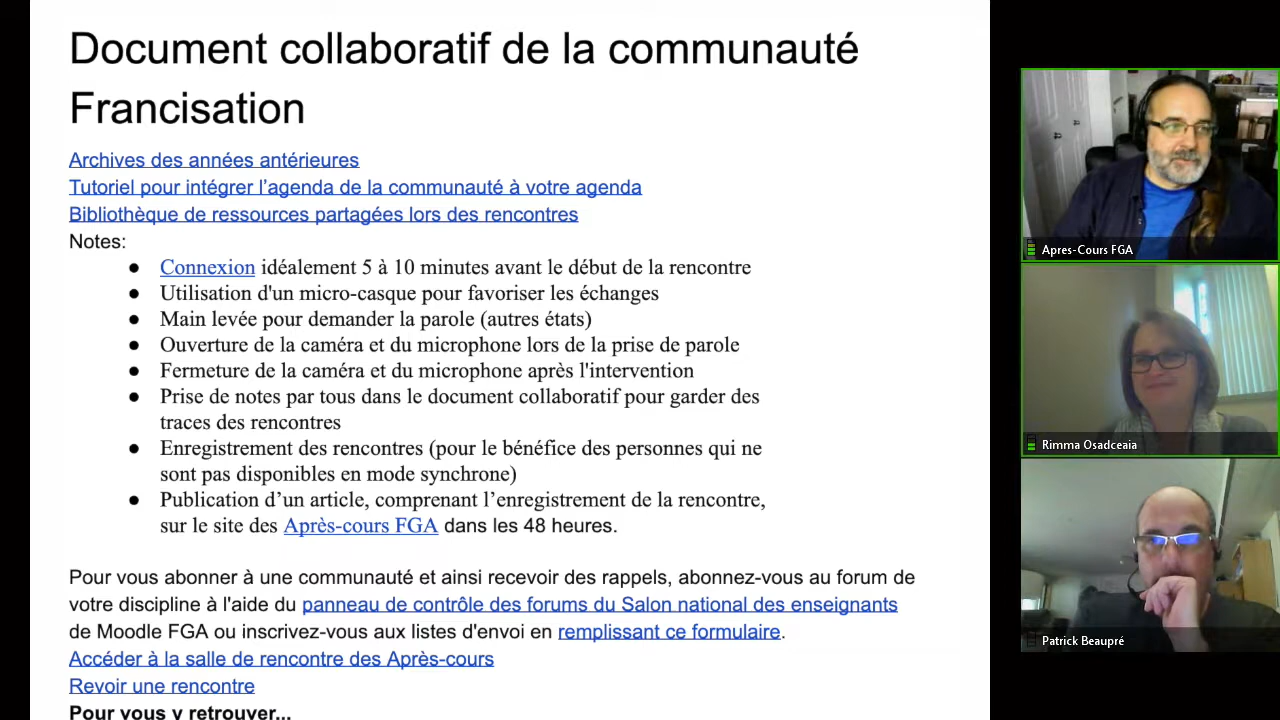 Document collaboratif de la communauté
Francisation
Archives des années antérieures
Tutoriel pour intégrer l'agenda de la communauté à votre agenda
Bibliothèque de ressources partagées lors des rencontres
Notes:
● Connexion idéalement 5 à 10 minutes avant le début de la rencontre
● Utilisation d'un micro-casque pour favoriser les échanges
● Main levée pour demander la parole (autres états)
● Ouverture de la caméra et du microphone lors de la prise de parole
● Fermeture de la caméra et du microphone après l'intervention
● Prise de notes par tous dans le document collaboratif pour garder des
traces des rencontres
● Enregistrement des rencontres (pour le bénéfice des personnes qui ne
sont pas disponibles en mode synchrone)
● Publication d'un article, comprenant l'enregistrement de la rencontre,
sur le site des Après-cours FGA dans les 48 heures.
Pour vous abonner à une communauté et ainsi recevoir des rappels, abonnez-vous au forum de
votre discipline à l'aide du panneau de contrôle des forums du Salon national des enseignants
de Moodle FGA ou inscrivez-vous aux listes d'envoi en remplissant ce formulaire.
Accéder à la salle de rencontre des Après-cours
Revoir une rencontre
Pour vous y retrouver...
Apres-Cours FGA
Rimma Osadceaia
Patrick Beaupré